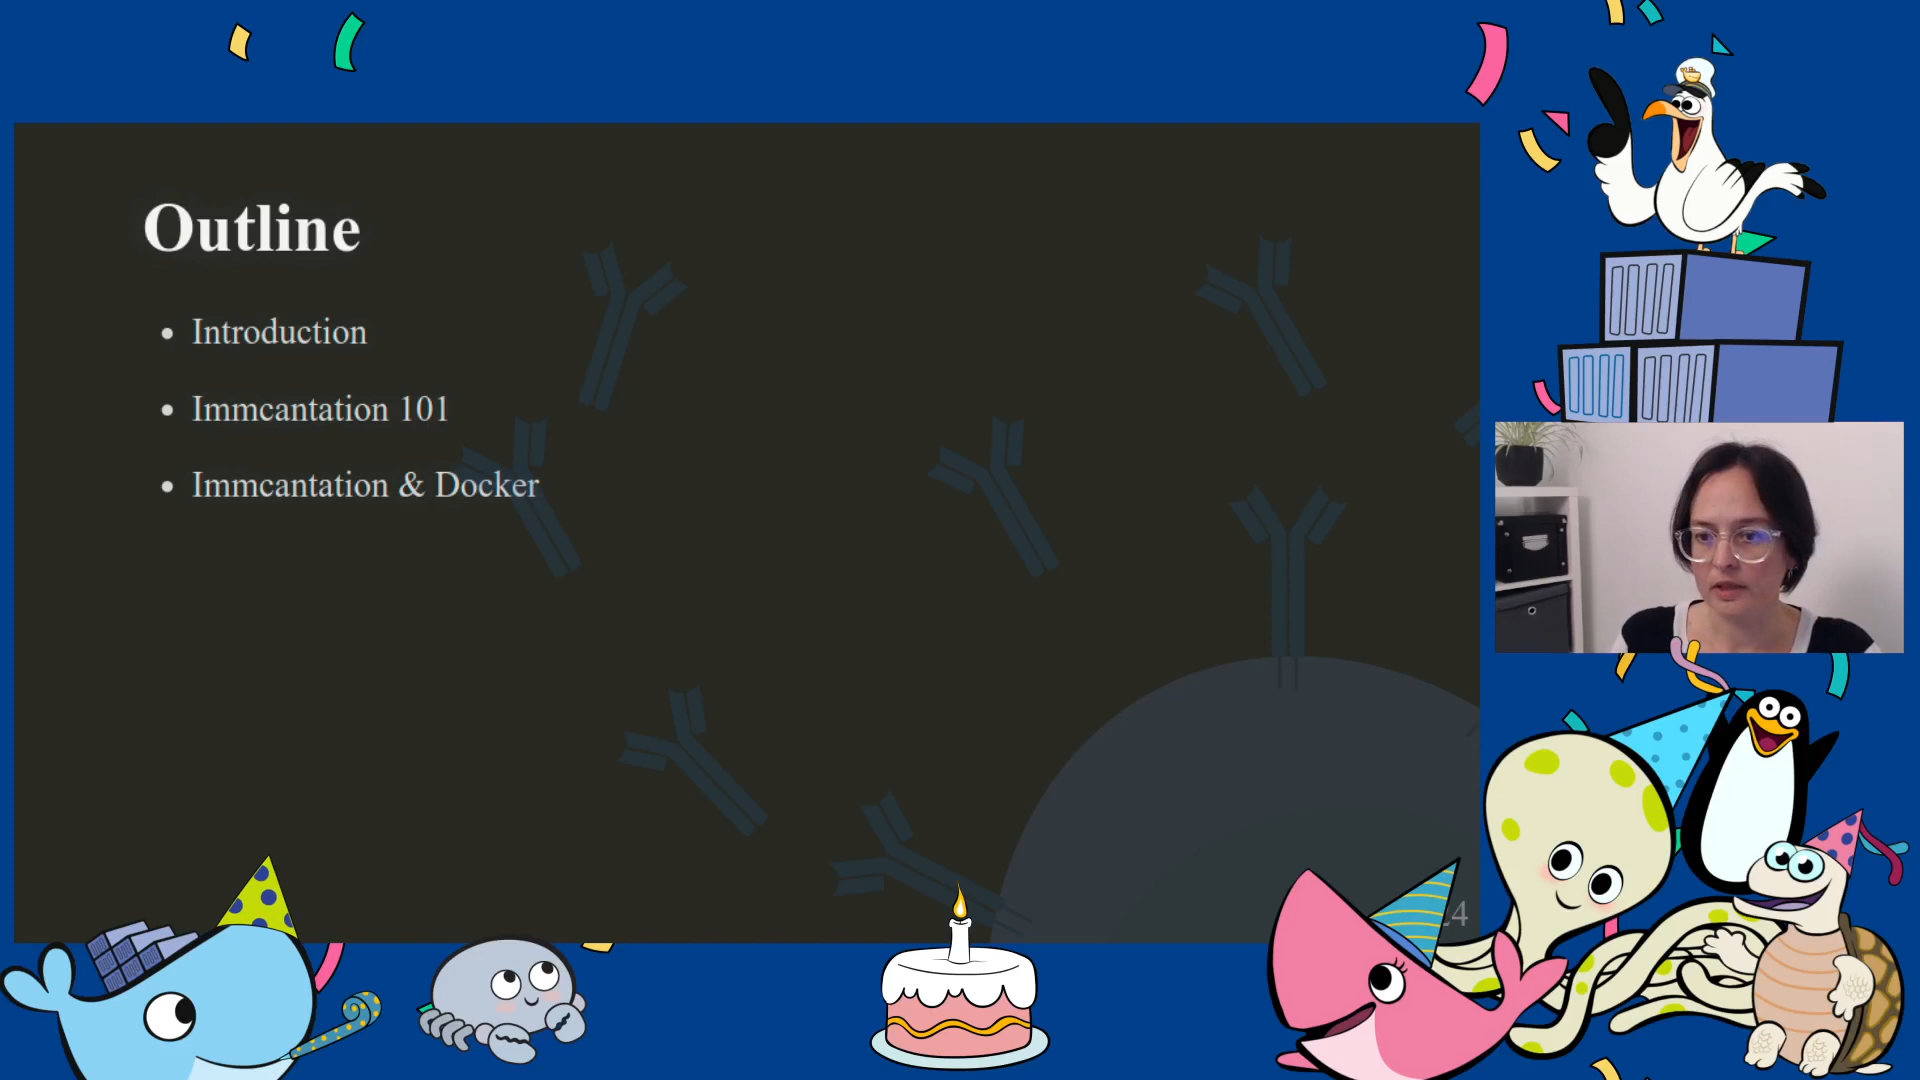 Outline
Introduction
Immcantation 101
Immcantation & Docker